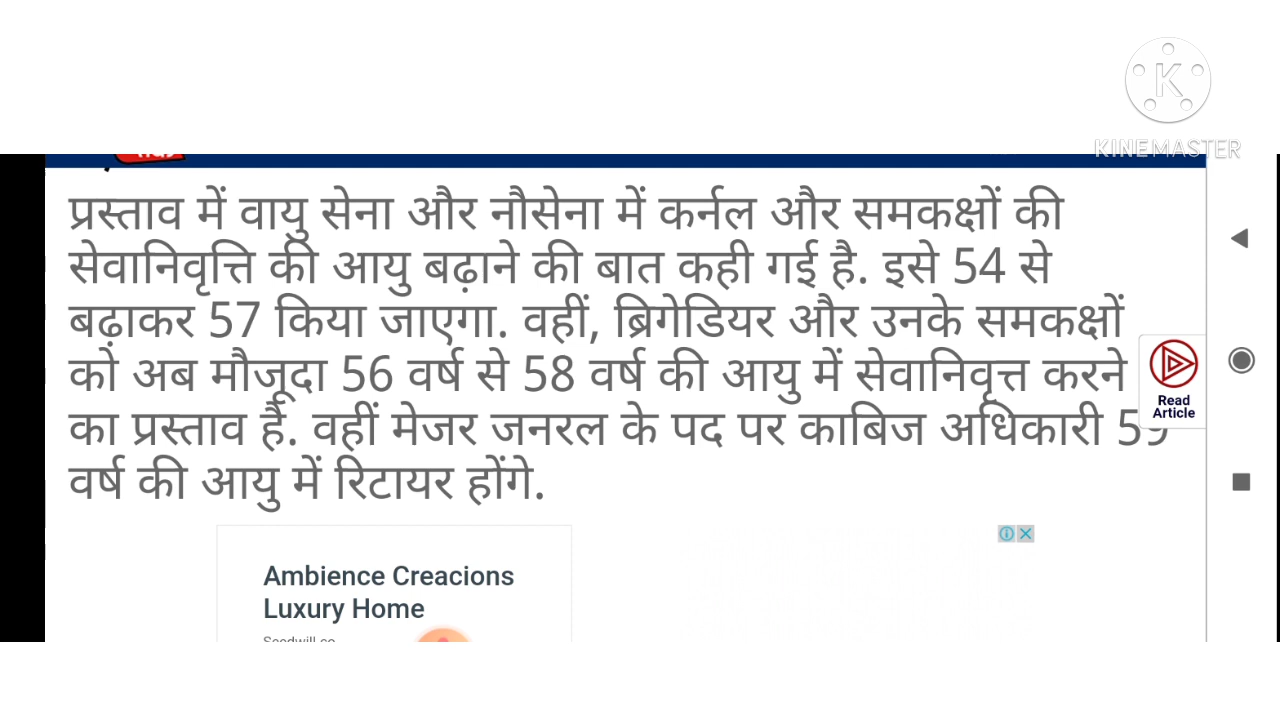 K
KINEMASTER
प्रस्ताव में वायु सेना और नौसेना में कर्नल और समकक्षों की
सेवानिवृत्ति की आयु बढ़ाने की बात कही गई है. इसे 54 से
बढ़ाकर 57 किया जाएगा. वहीं, ब्रिगेडियर और उनके समकक्षों
को अब मौजूदा 56 वर्ष से 58 वर्ष की आयु में सेवानिवृत्त करने
का प्रस्ताव है. वहीं मेजर जनरल के पद पर काबिज अधिकारी 59
वर्ष की आयु में रिटायर होंगे.
Read
Article
Ambience Creacions
Luxury Home